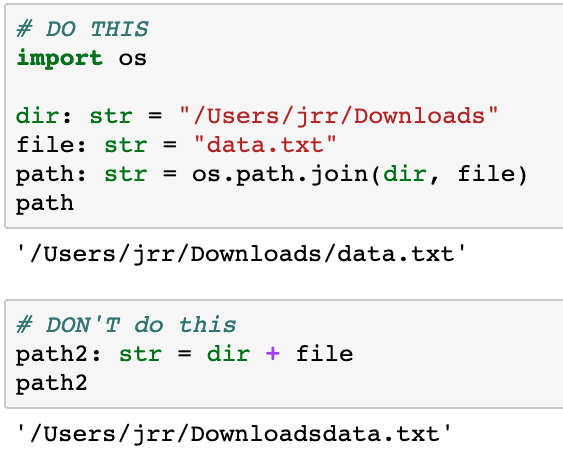 # DO THIS
import os
dir: str = "/Users/jrr/Downloads"
file: str = "data.txt"
path: str = os.path.join(dir, file)
path
'/Users/jrr/Downloads/data.txt'
# DON'T do this
path2: str = dir + file
path2
'/Users/jrr/Downloadsdata.txt'